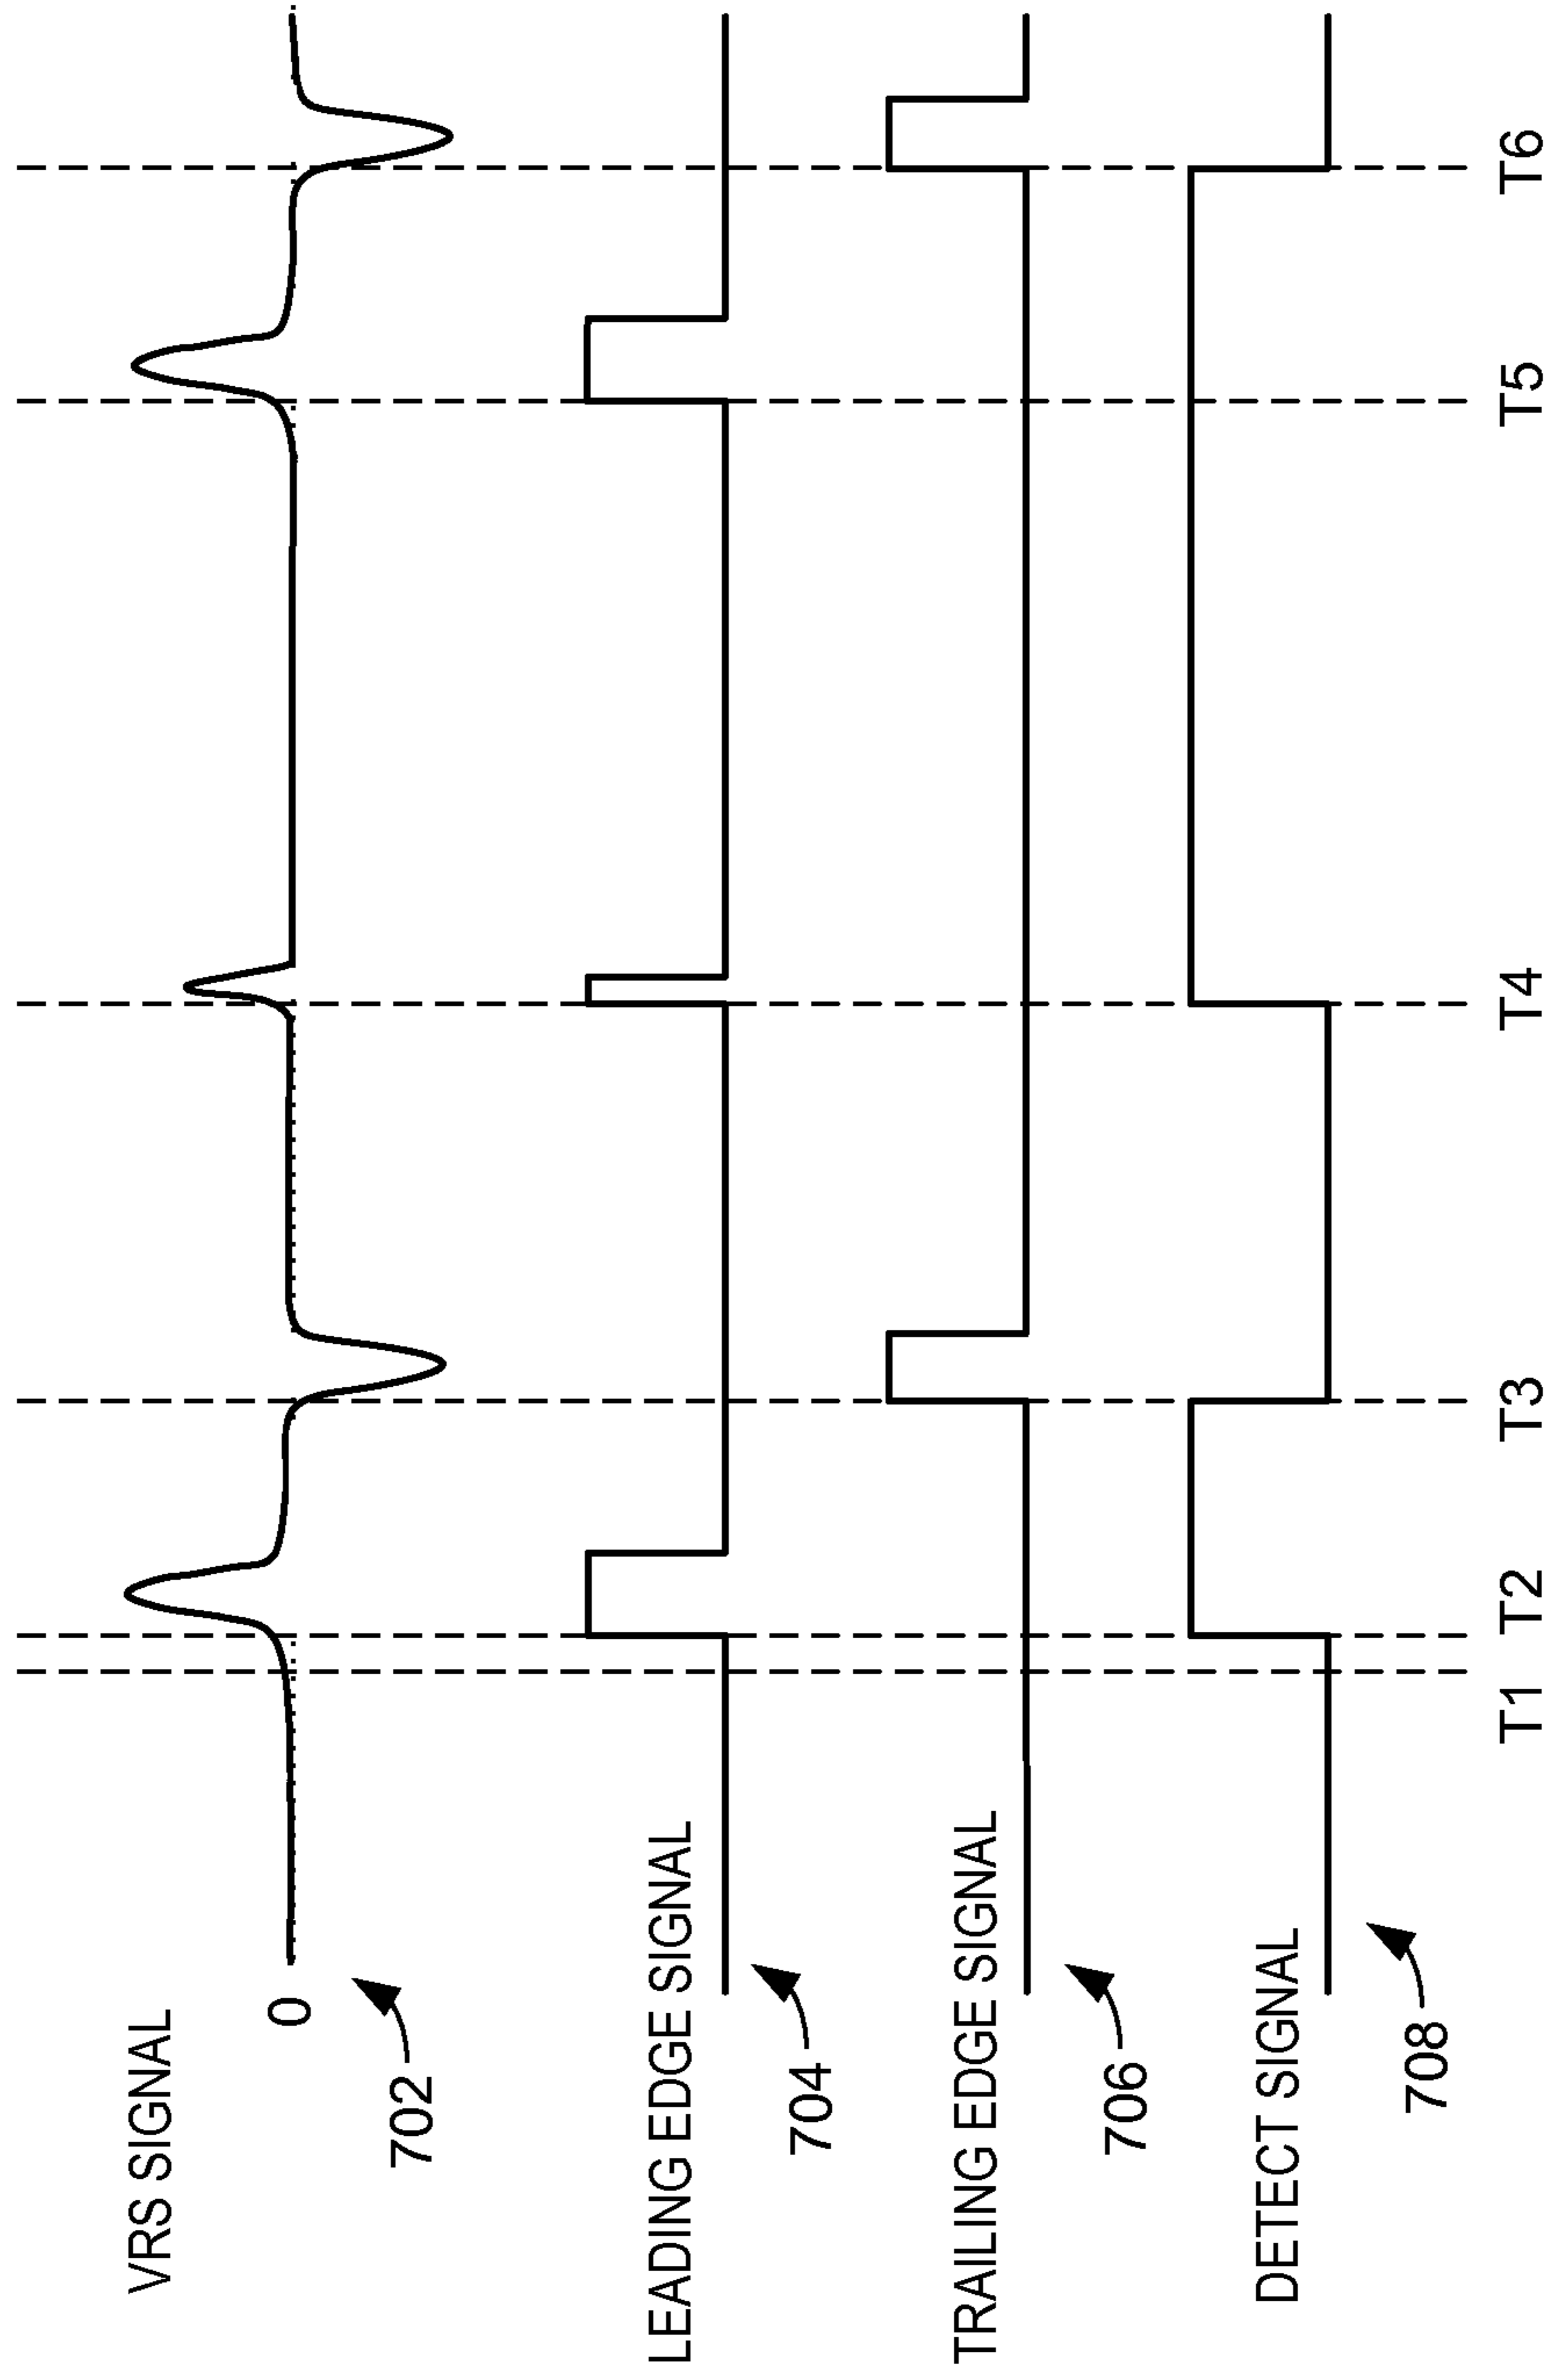 VRS SIGNAL
0
702
LEADING EDGE SIGNAL
704
TRAILING EDGE SIGNAL
706
DETECT SIGNAL
708
T1
T2
T3
T4
T5
T6